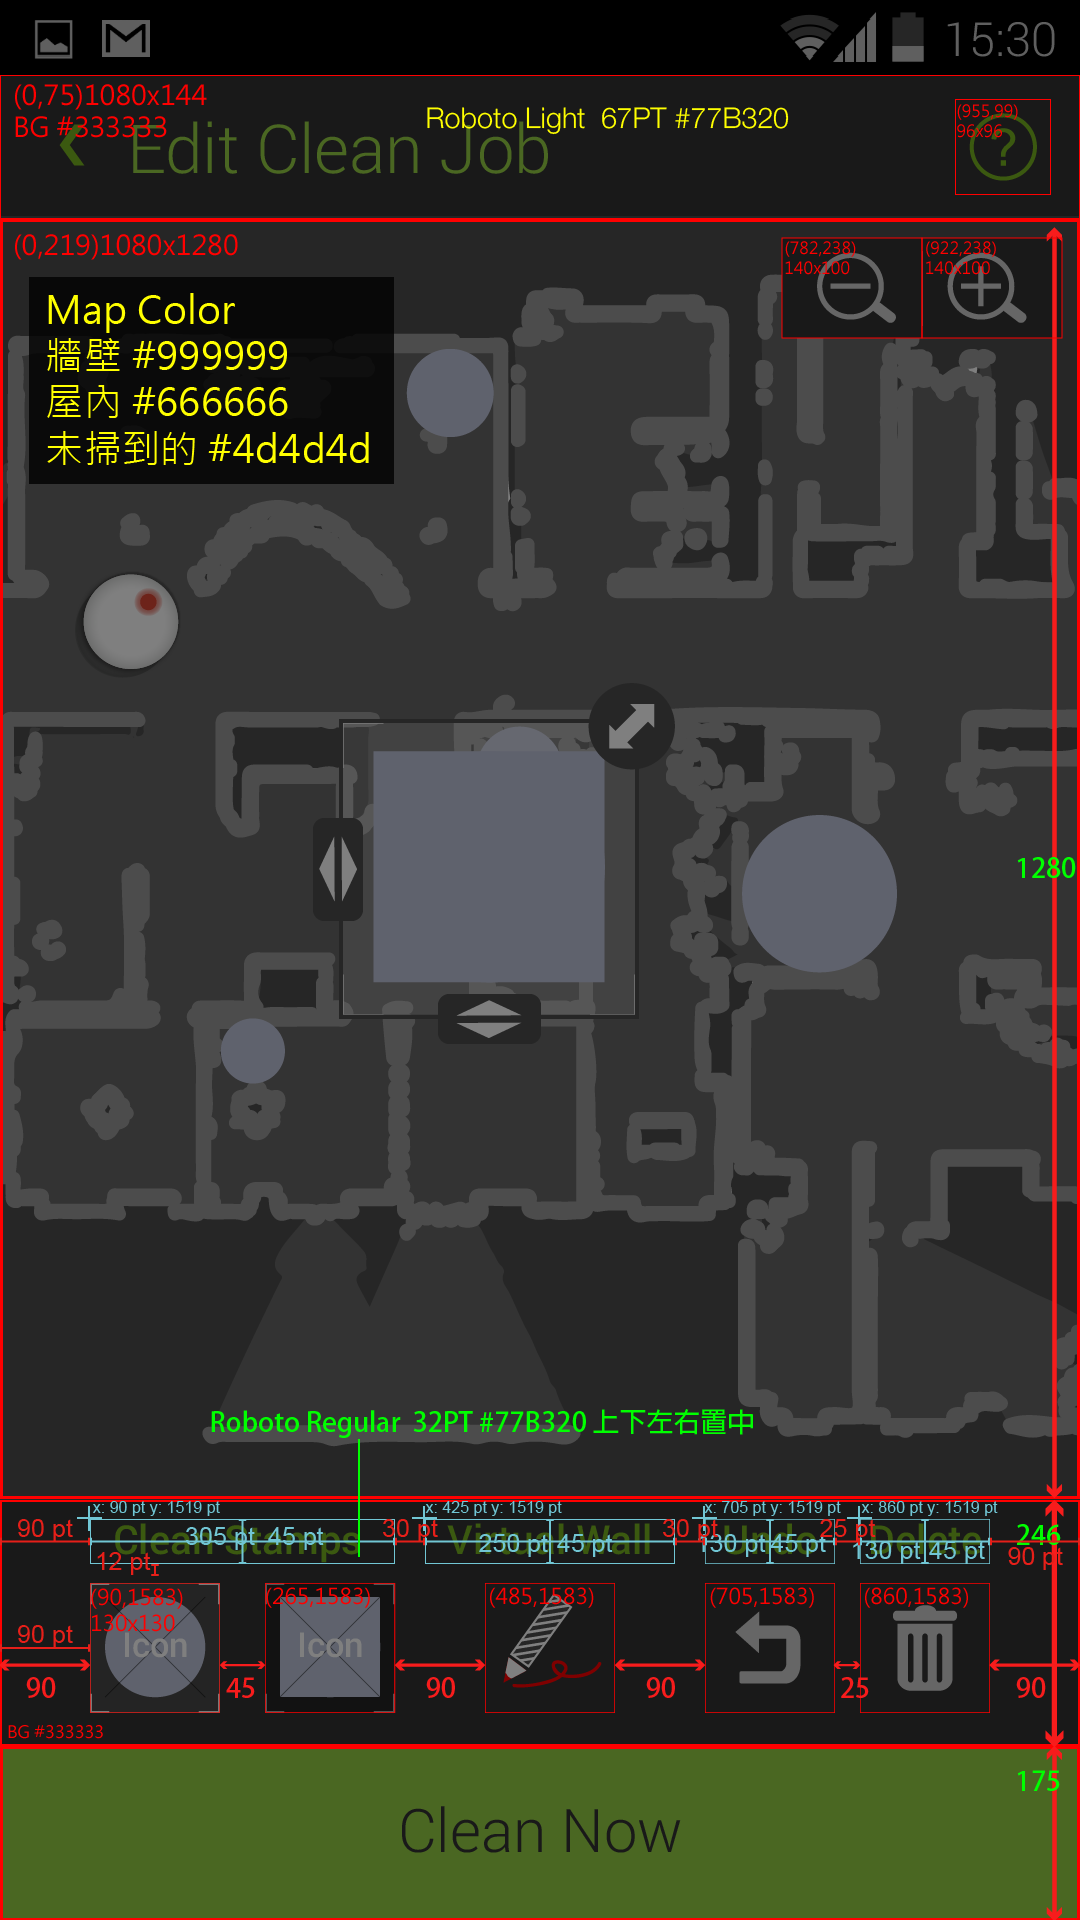 15:30
(0,75)1080x144
BG #333333
Roboto Light 67PT #77B320
Edit Clean Job
(955,99)
96x96
?
(0,219)1080x1280
(782,238)
140x100
(922,238)
140x100
Map Color
牆壁 #999999
屋內 #666666
未掃到的 #4d4d4d
1280
Roboto Regular 32PT #77B320 上下左右置中
x: 90 pt y: 1519 pt
x: 425 pt y: 1519 pt
x: 705 pt y: 1519 pt
x: 860 pt y: 1519 pt
90 pt
Clean Stamps
305 pt 45 pt
30 pt
Virtual Wall
250 pt 45 pt
30 pt
Undo
130 pt 45 pt
25 pt
Delete
130 pt 45 pt
246
90 pt
12 pt
(90,1583)
130x130
(265,1583)
(485,1583)
(705,1583)
(860,1583)
90 pt
Icon
Icon
90
45
90
90
25
90
BG #333333
175
Clean Now